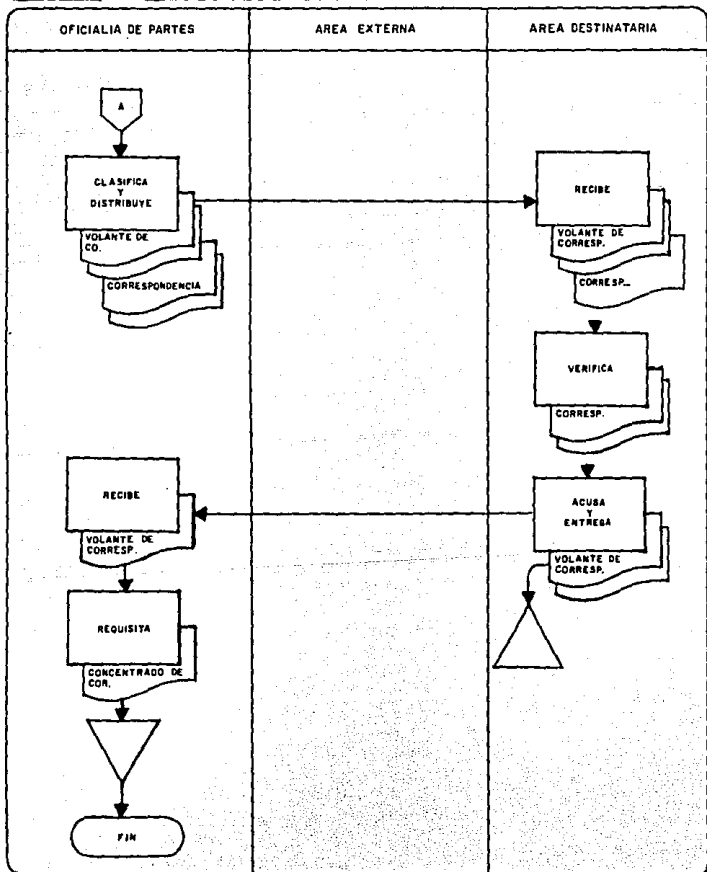 OFICIALIA DE PARTES
AREA EXTERNA
AREA DESTINATARIA
A
CLASIFICA
Y
DISTRIBUYE
VOLANTE DE
CO.
CORRESPONDENCIA
RECIBE
VOLANTE DE
CORRESP.
CORRESP...
VERIFICA
CORRESP.
ACUSA
Y
ENTREGA
VOLANTE DE
CORRESP.
RECIBE
VOLANTE DE
CORRESP.
REQUISITA
CONCENTRADO DE
COR.
FIN